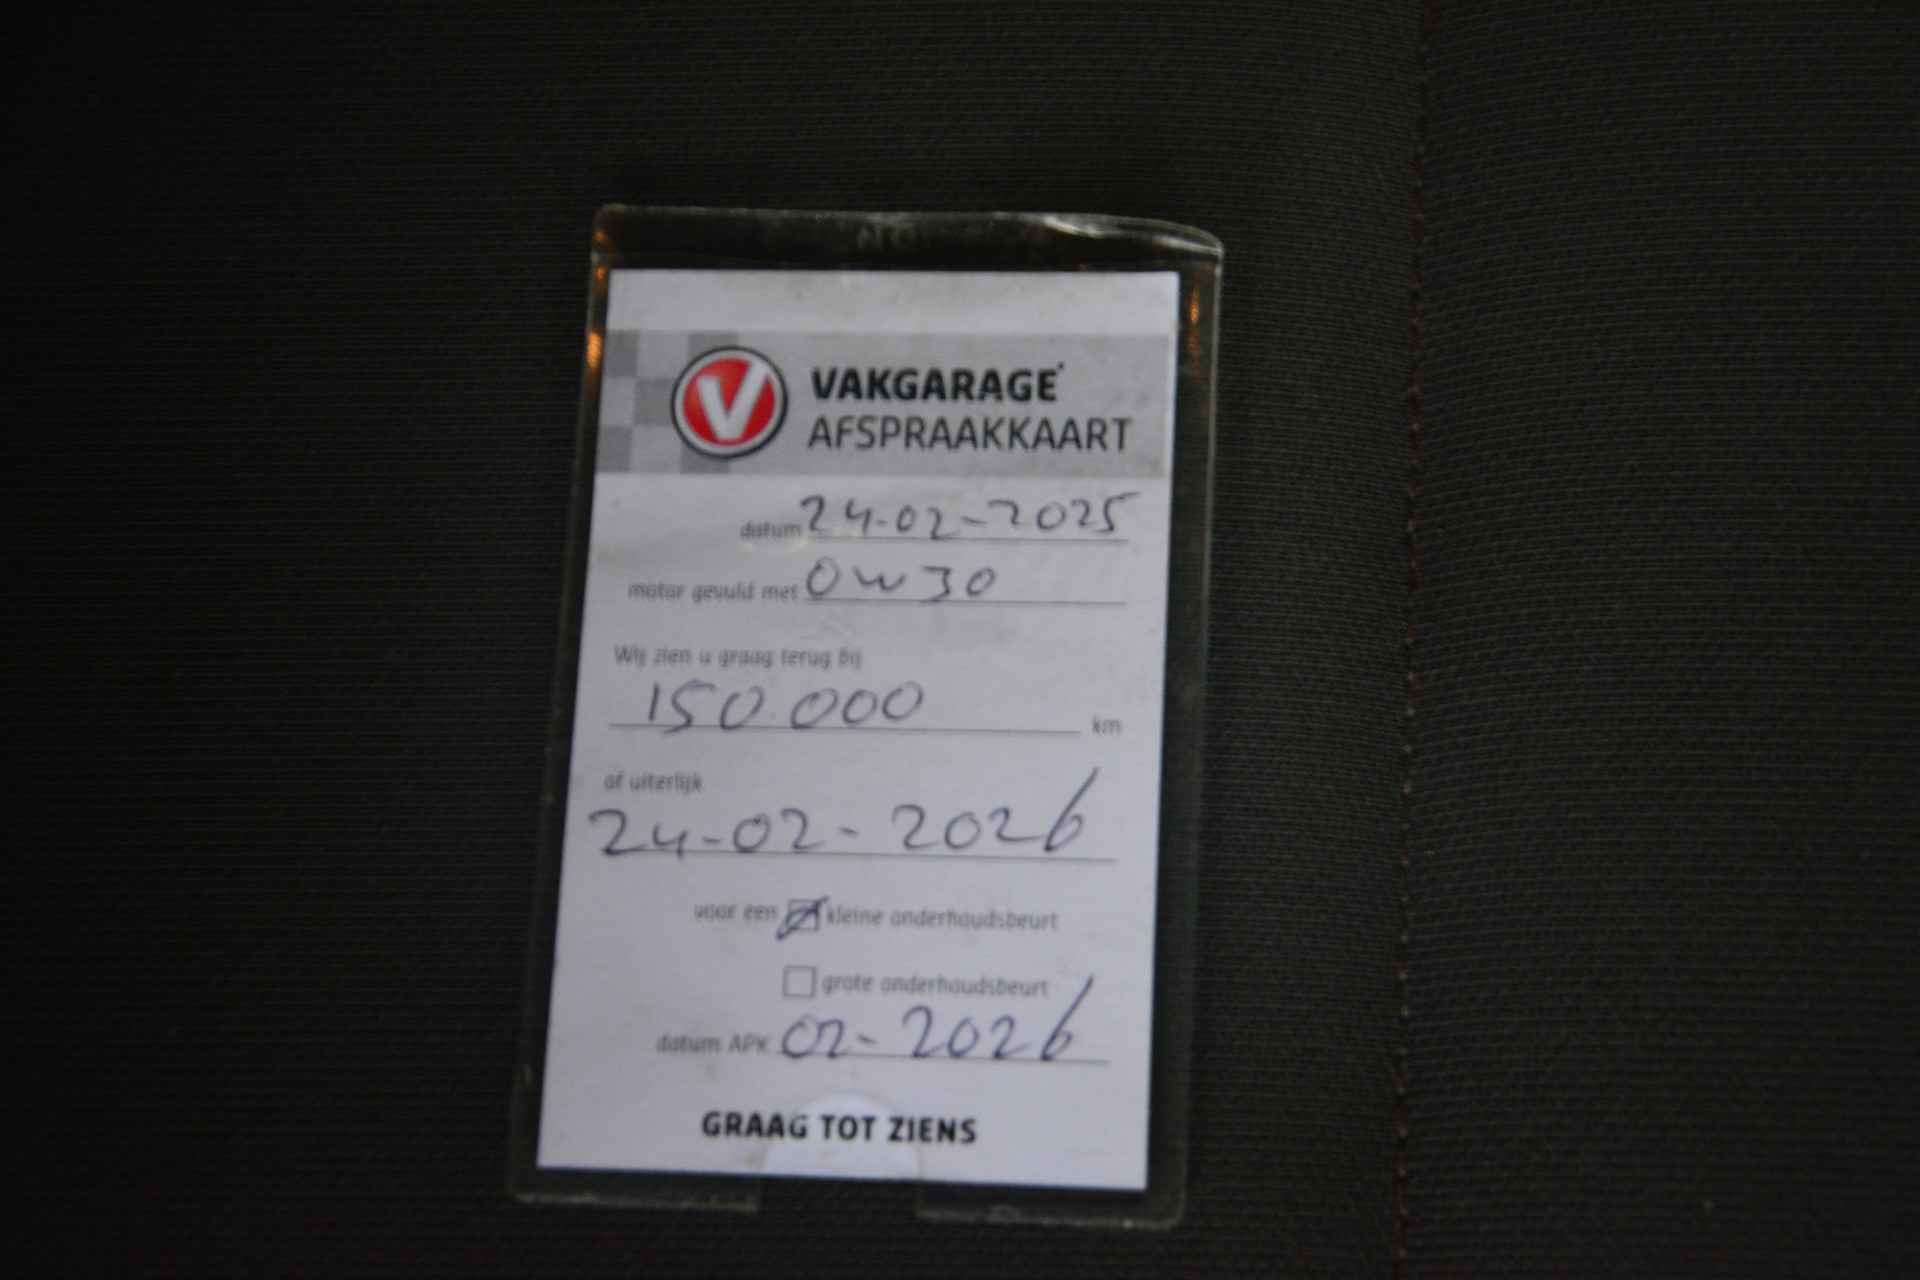 VAKGARAGE
AFSPRAAKKAART
datum 24-02-2025
motor gevuld met 0W30
Wij zien u graag terug bij
150.000 km
of uiterlijk
24-02-2026
voor een kleine onderhoudsbeurt
grote onderhoudsbeurt
datum APK 02-2026
GRAAG TOT ZIENS